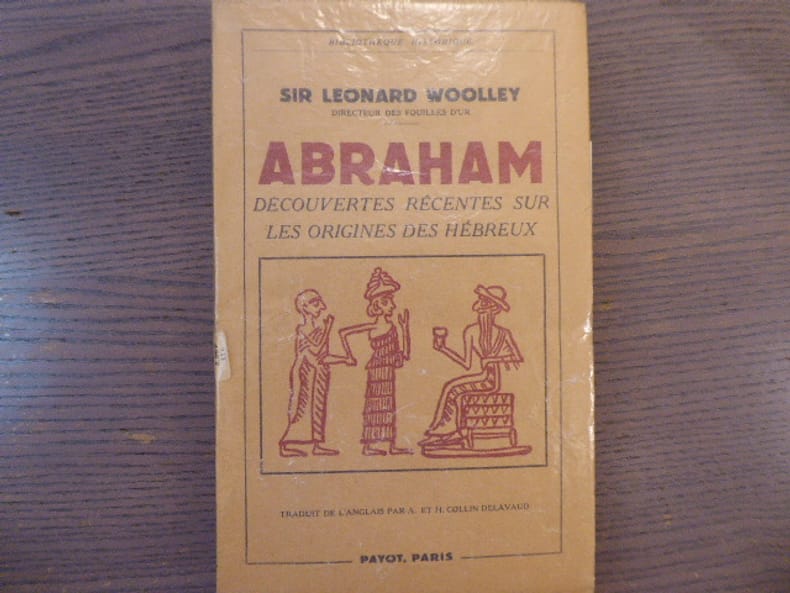 BIBLIOTHÈQUE HISTORIQUE
SIR LEONARD WOOLLEY
DIRECTEUR DES FOUILLES D'UR
ABRAHAM
DÉCOUVERTES RÉCENTES SUR
LES ORIGINES DES HÉBREUX
TRADUIT DE L'ANGLAIS PAR A. ET H. COLLIN DELAVAUD
PAYOT, PARIS